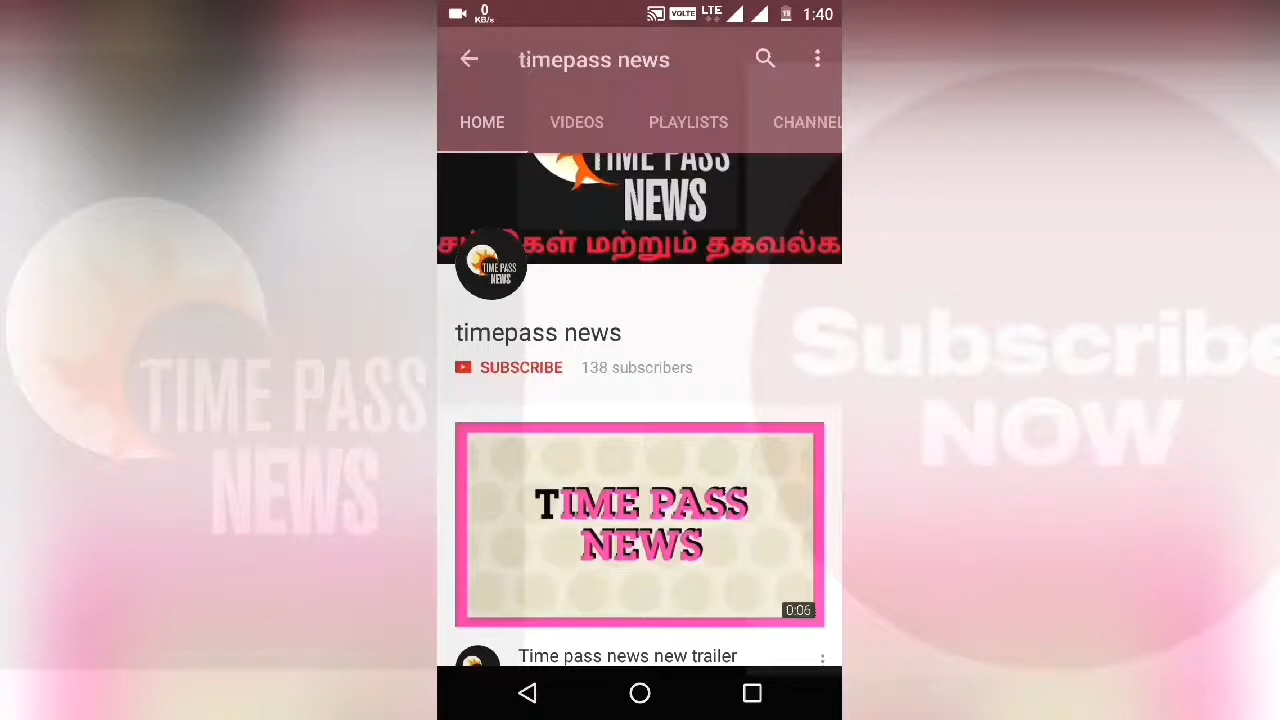 0
KB/s
VOLTE
LTE
19
1:40
timepass news
HOME
VIDEOS
PLAYLISTS
CHANNEL
TIME PASS
NEWS
மற்றும்
TIME PASS
NEWS
timepass news
SUBSCRIBE
138 subscribers
TIME PASS
NEWS
0:06
Time pass news new trailer
TIME PASS
NEWS
Subscribe
NOW